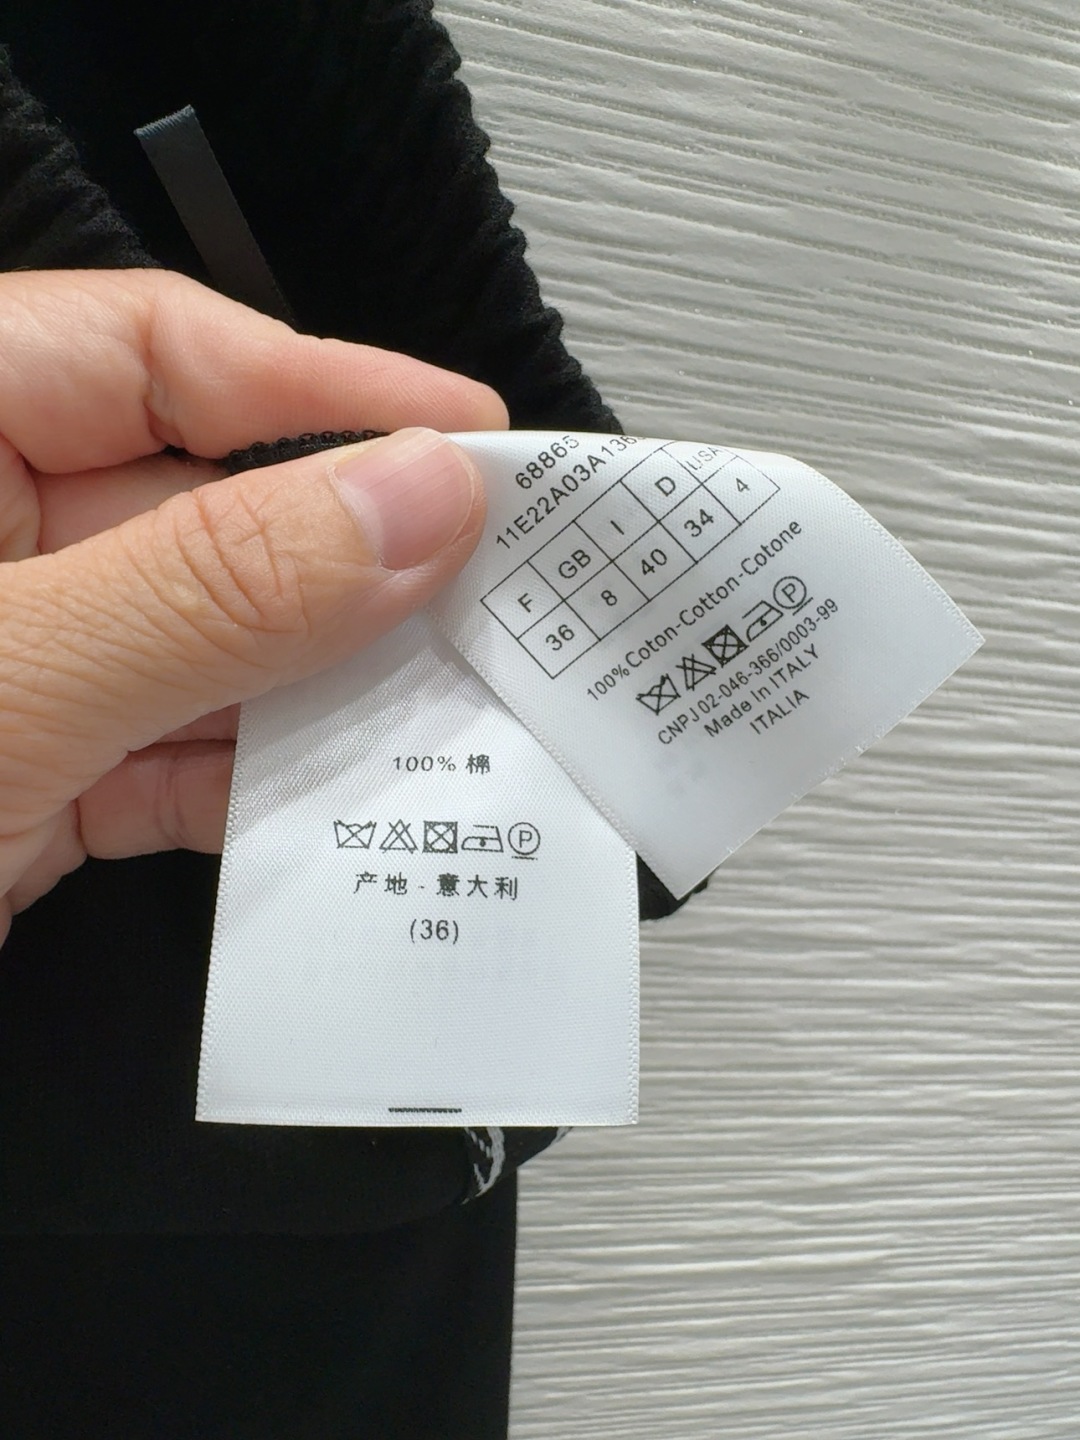 68865
11E22A03A136
F GB I D USA
36 8 40 34 4
100%Coton-Cotton-Cotone
P
CNPJ 02-046-366/0003-99
Made In ITALY
ITALIA
100% 棉
P
产地 - 意大利
(36)